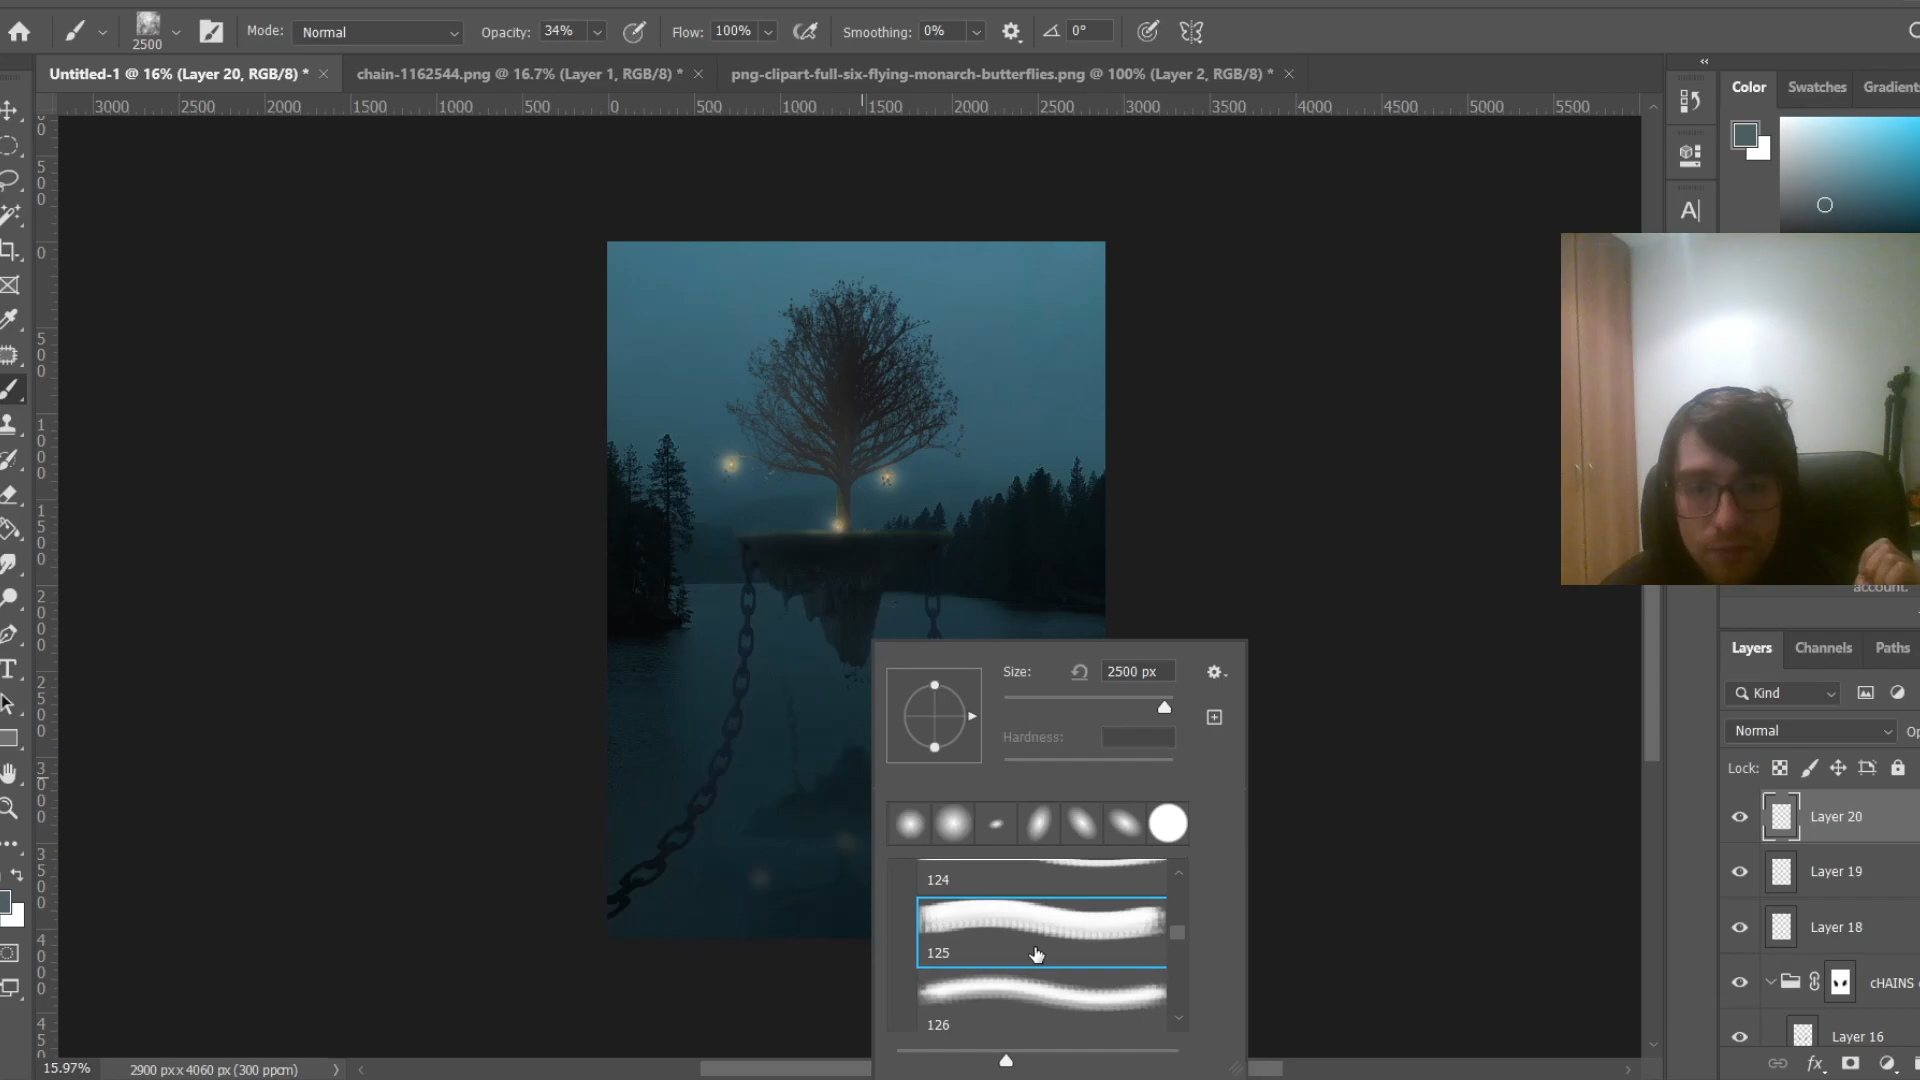 2500
Mode: Normal
Opacity: 34%
Flow: 100%
Smoothing: 0%
0°
Untitled-1 @ 16% (Layer 20, RGB/8) *
chain-1162544.png @ 16.7% (Layer 1, RGB/8) *
png-clipart-full-six-flying-monarch-butterflies.png @ 100% (Layer 2, RGB/8) *
3000 2500 2000 1500 1000 500 0 500 1000 1500 2000 2500 3000 3500 4000 4500 5000 5500
Color Swatches Gradients
account.
Size: 2500 px
Hardness:
124
125
126
Layers Channels Paths
Kind
Normal
Op
Lock:
Layer 20
Layer 19
Layer 18
cHAINS
Layer 16
fx
15.97%
2900 px x 4060 px (300 ppcm)